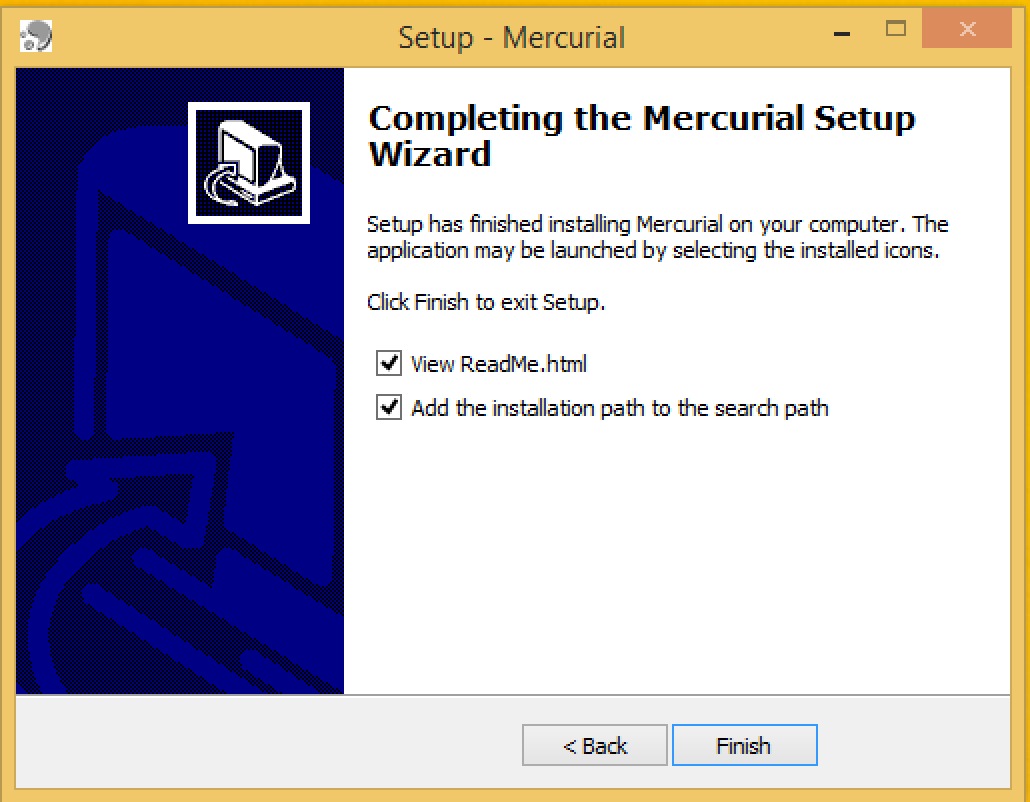 Setup - Mercurial
Completing the Mercurial Setup
Wizard
Setup has finished installing Mercurial on your computer. The
application may be launched by selecting the installed icons.
Click Finish to exit Setup.
View ReadMe.html
Add the installation path to the search path
< Back
Finish